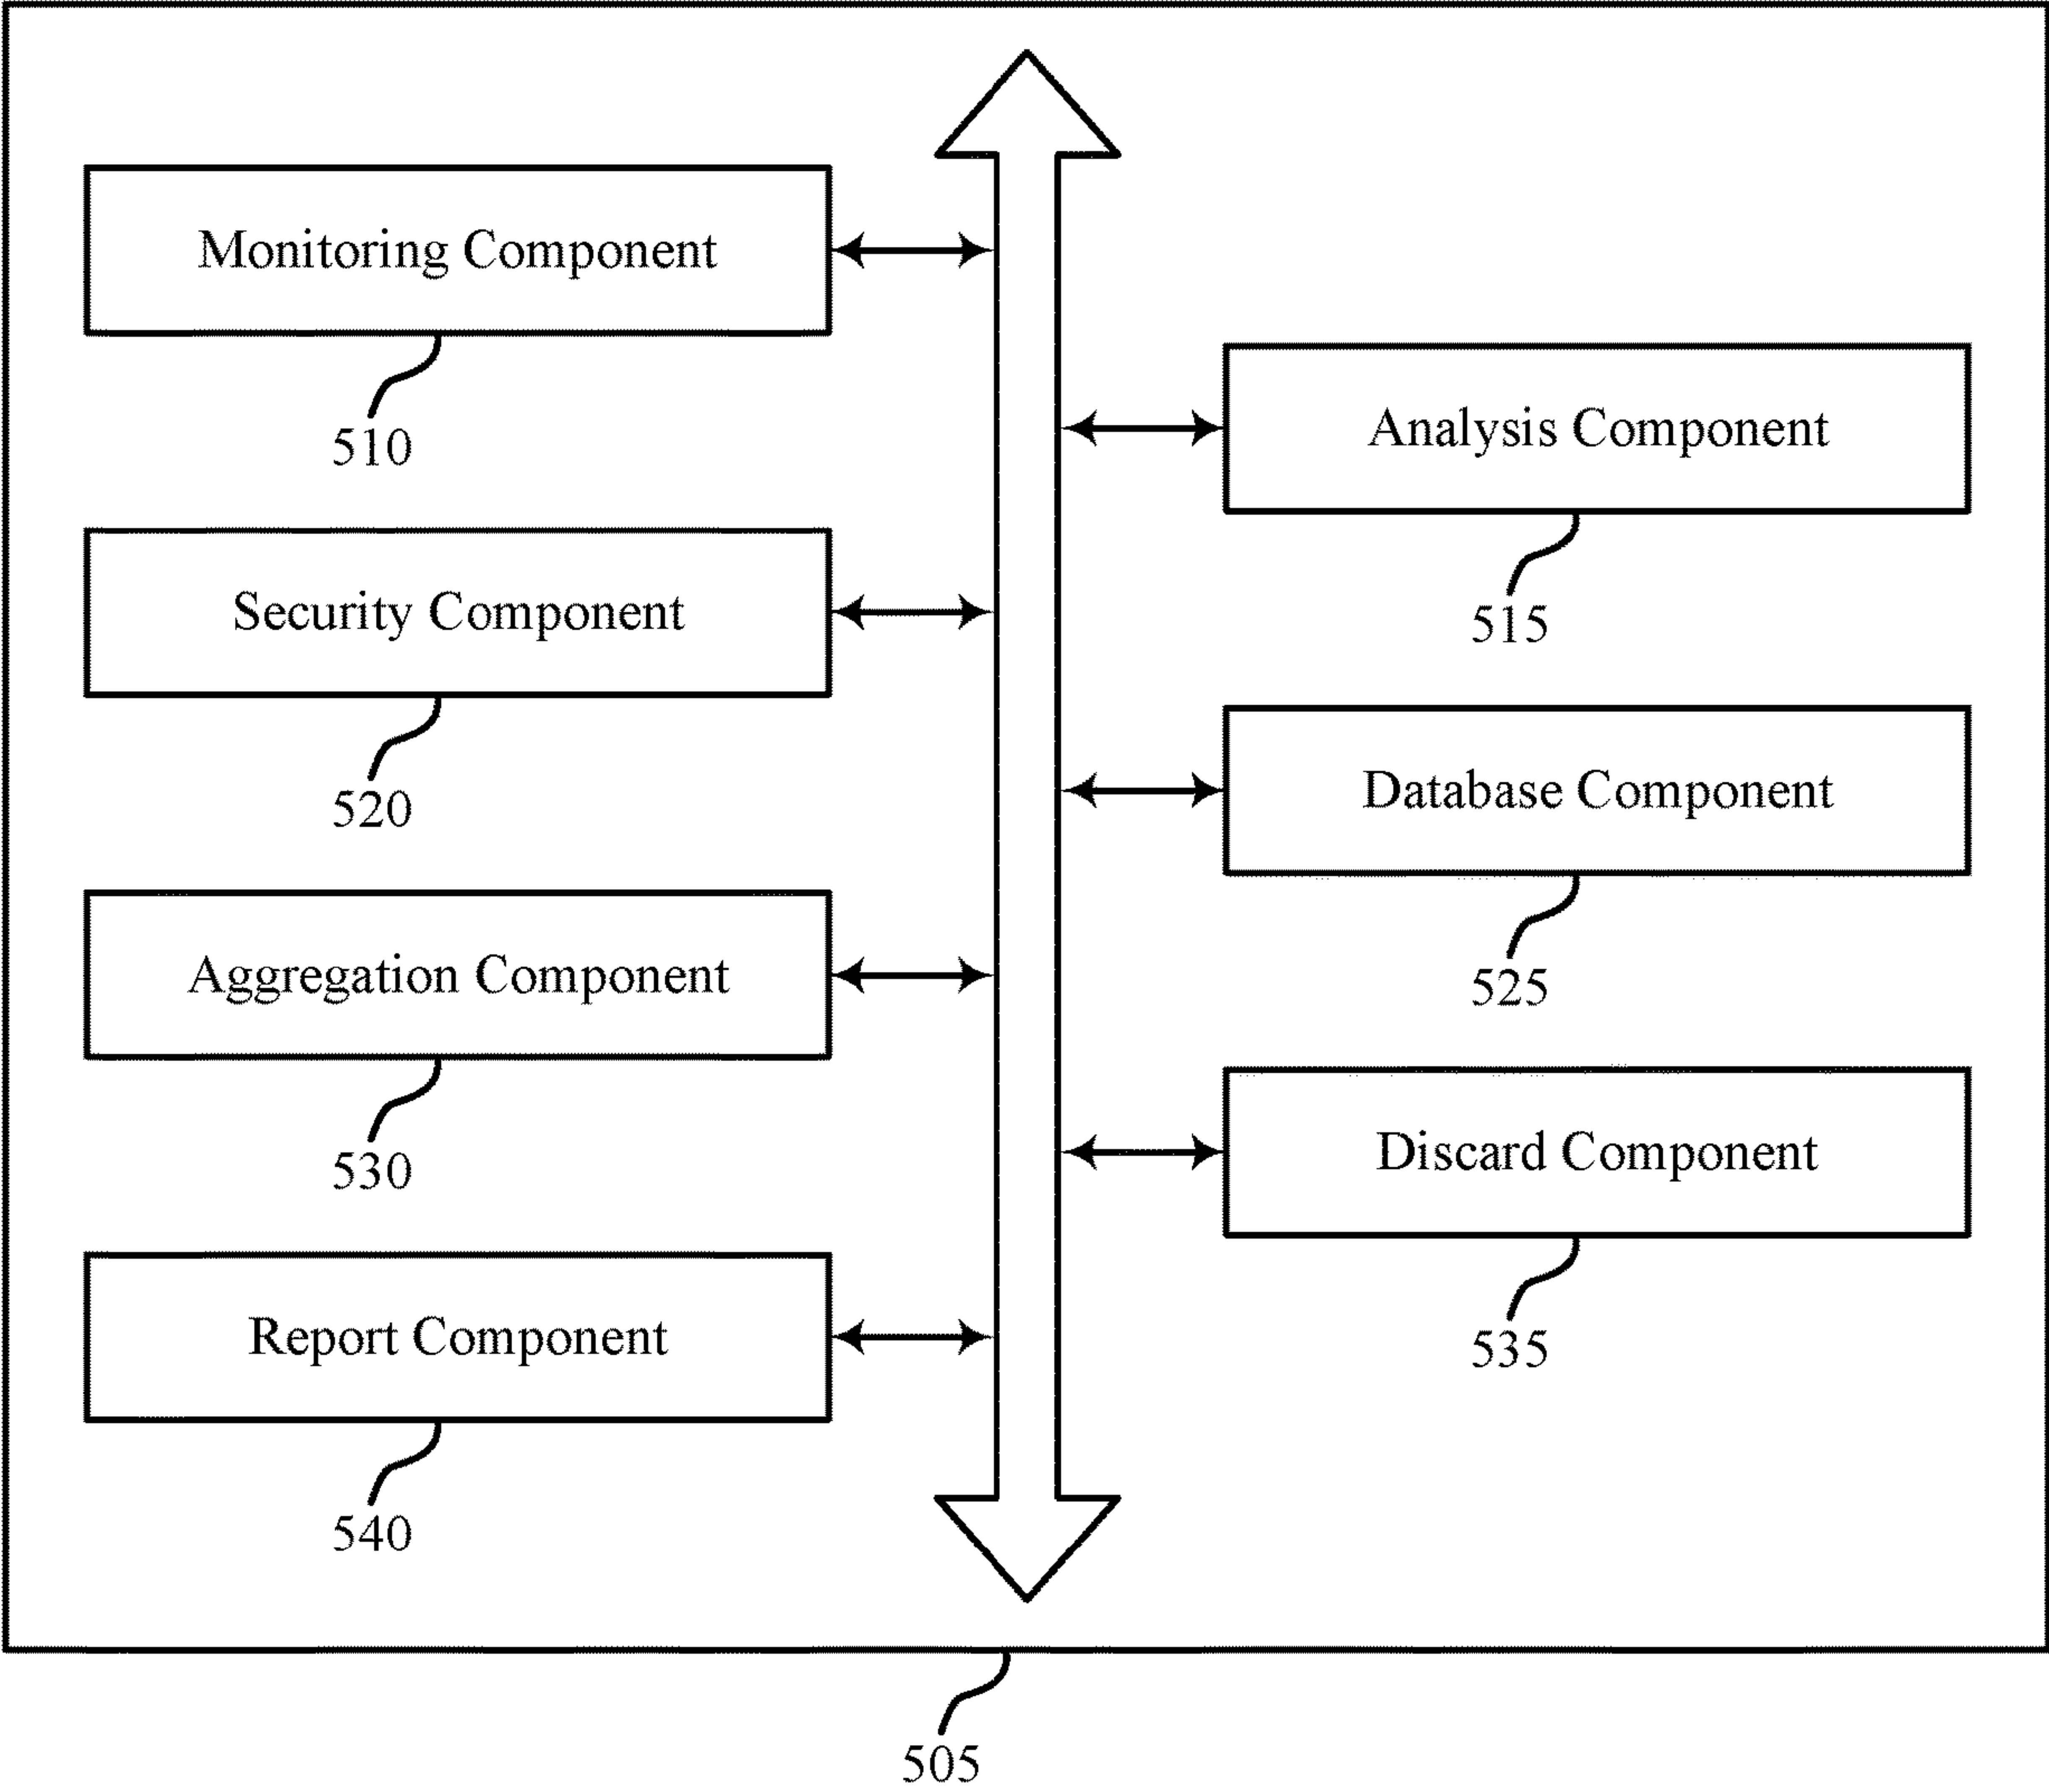 Monitoring Component
510
Analysis Component
515
Security Component
520
Database Component
525
Aggregation Component
530
Discard Component
535
Report Component
540
505